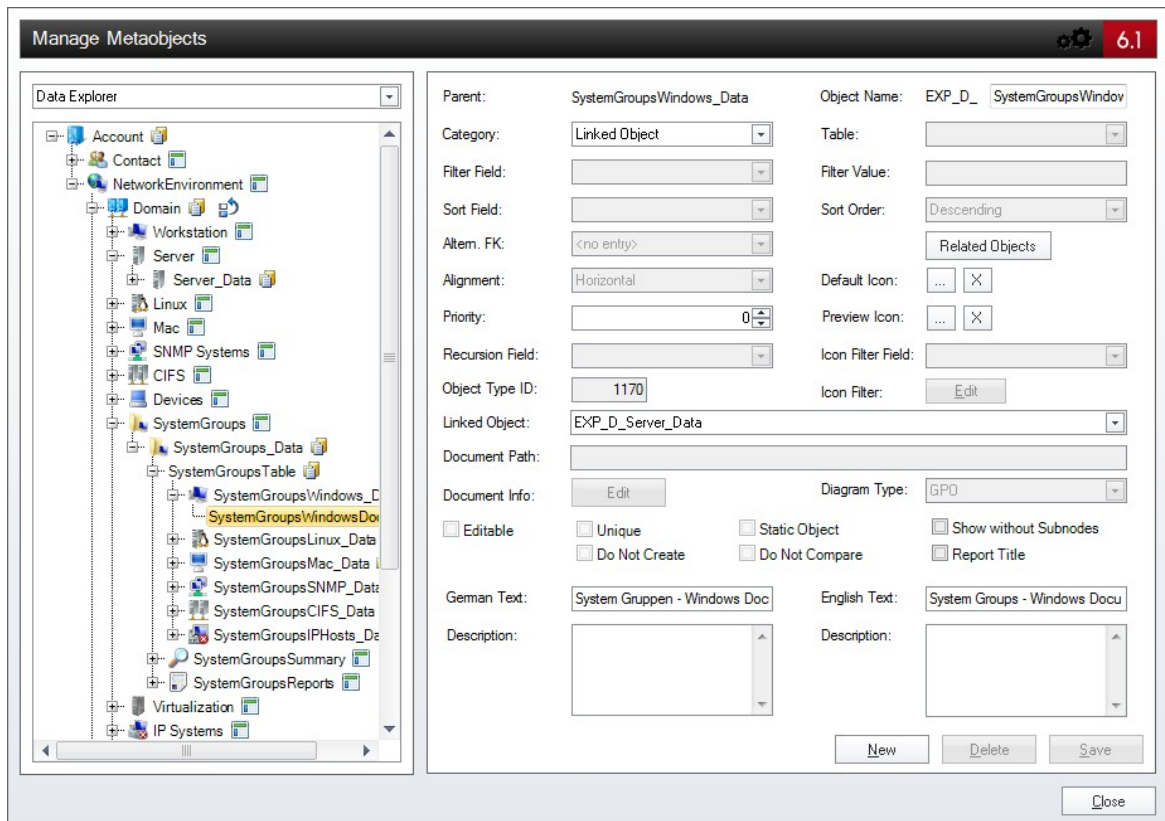 Manage Metaobjects
6.1
Data Explorer
Account
Contact
NetworkEnvironment
Domain
Workstation
Server
Server_Data
Linux
Mac
SNMP Systems
CIFS
Devices
SystemGroups
SystemGroups_Data
SystemGroupsTable
SystemGroupsWindows_D
SystemGroupsWindowsDoc
SystemGroupsLinux_Data
SystemGroupsMac_Data
SystemGroupsSNMP_Data
SystemGroupsCIFS_Data
SystemGroupsIPHosts_Da
SystemGroupsSummary
SystemGroupsReports
Virtualization
IP Systems
Parent: SystemGroupsWindows_Data Object Name: EXP_D_ SystemGroupsWindow
Category: Linked Object Table:
Filter Field: Filter Value:
Sort Field: Sort Order: Descending
Altern. FK: <no entry> Related Objects
Alignment: Horizontal Default Icon: ... X
Priority: 0 Preview Icon: ... X
Recursion Field: Icon Filter Field:
Object Type ID: 1170 Icon Filter: Edit
Linked Object: EXP_D_Server_Data
Document Path:
Document Info: Edit Diagram Type: GPO
Editable Unique Static Object Show without Subnodes
Do Not Create Do Not Compare Report Title
German Text: System Gruppen - Windows Doc English Text: System Groups - Windows Docu
Description: Description:
New Delete Save
Close